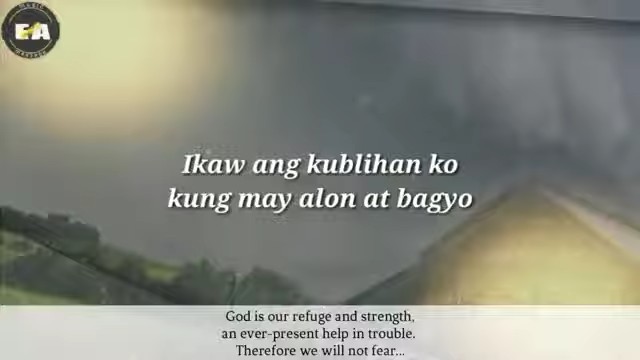 E A
Ikaw ang kublihan ko
kung may alon at bagyo
God is our refuge and strength,
an ever-present help in trouble.
Therefore we will not fear...